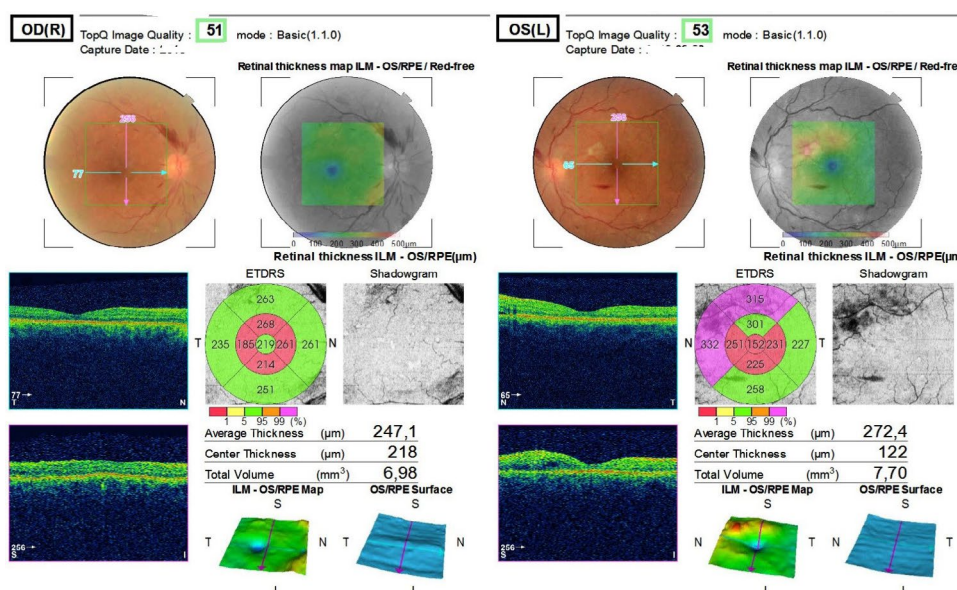 OD(R) TopQ Image Quality : 51 mode : Basic(1.1.0)
Capture Date :
Retinal thickness map ILM - OS/RPE / Red-free
256
77
0 100 200 300 400 500μm
Retinal thickness ILM - OS/RPE(μm)
ETDRS Shadowgram
263
268
T 235 185 219 261 261 N
214
251
77
T N
1 5 95 99 (%)
Average Thickness (μm) 247,1
Center Thickness (μm) 218
Total Volume (mm³) 6,98
ILM - OS/RPE Map OS/RPE Surface
S S
T N T N
256
S I
OS(L) TopQ Image Quality : 53 mode : Basic(1.1.0)
Capture Date :
Retinal thickness map ILM - OS/RPE / Red-free
256
65
0 100 200 300 400 500μm
Retinal thickness ILM - OS/RPE(μm
ETDRS Shadowgram
315
301
N 332 251 152 231 227 T
225
258
65
N T
1 5 95 99 (%)
Average Thickness (μm) 272,4
Center Thickness (μm) 122
Total Volume (mm³) 7,70
ILM - OS/RPE Map OS/RPE Surface
S S
N T N T
256
S I